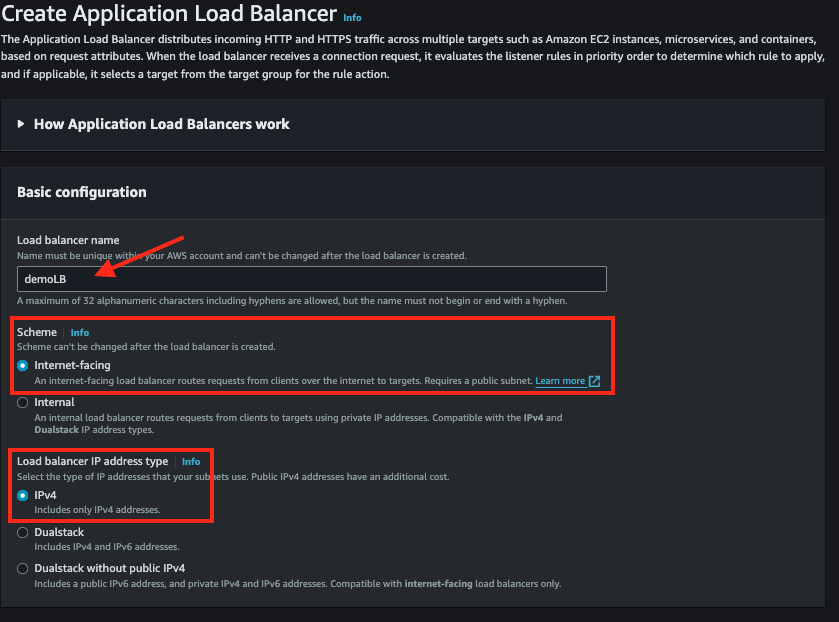 Create Application Load Balancer Info
The Application Load Balancer distributes incoming HTTP and HTTPS traffic across multiple targets such as Amazon EC2 instances, microservices, and containers,
based on request attributes. When the load balancer receives a connection request, it evaluates the listener rules in priority order to determine which rule to apply,
and if applicable, it selects a target from the target group for the rule action.
How Application Load Balancers work
Basic configuration
Load balancer name
Name must be unique within your AWS account and can't be changed after the load balancer is created.
demoLB
A maximum of 32 alphanumeric characters including hyphens are allowed, but the name must not begin or end with a hyphen.
Scheme Info
Scheme can't be changed after the load balancer is created.
Internet-facing
An internet-facing load balancer routes requests from clients over the internet to targets. Requires a public subnet. Learn more
Internal
An internal load balancer routes requests from clients to targets using private IP addresses. Compatible with the IPv4 and
Dualstack IP address types.
Load balancer IP address type Info
Select the type of IP addresses that your subnets use. Public IPv4 addresses have an additional cost.
IPv4
Includes only IPv4 addresses.
Dualstack
Includes IPv4 and IPv6 addresses.
Dualstack without public IPv4
Includes a public IPv6 address, and private IPv4 and IPv6 addresses. Compatible with internet-facing load balancers only.